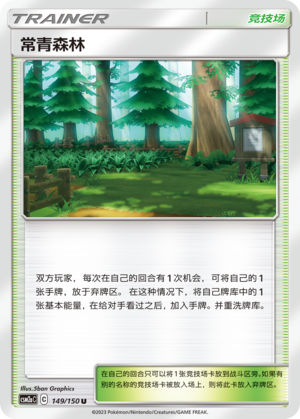 TRAINER 竞技场
常青森林
双方玩家，每次在自己的回合有1次机会，可将自己的1
张手牌，放于弃牌区。在这种情况下，将自己牌库中的1
张基本能量，在给对手看过之后，加入手牌。并重洗牌库。
Illus.5ban Graphics
CSM2a C C 149/150 U
在自己的回合只可以将1张竞技场卡放到战斗区旁。如果有
别的名称的竞技场卡被放入场上，则将此卡放入弃牌区。
©2023 Pokémon/Nintendo/Creatures/GAME FREAK.